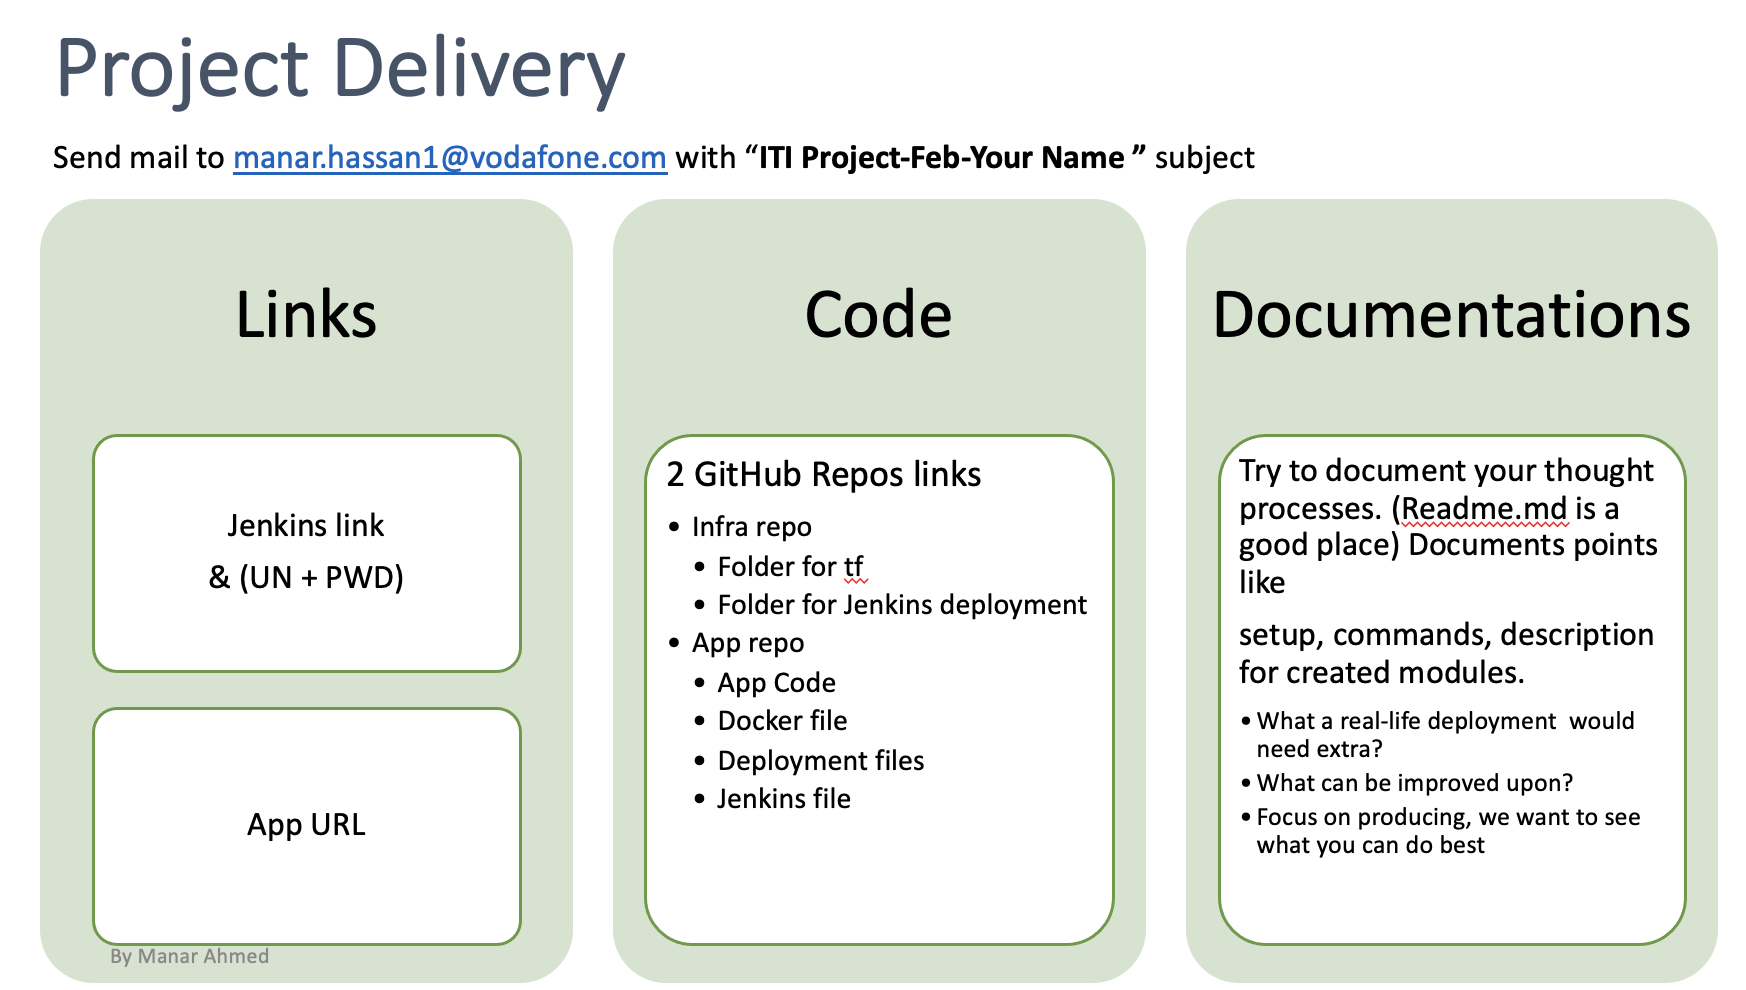 Project Delivery
Send mail to manar.hassan1@vodafone.com with “ITI Project-Feb-Your Name ” subject
Links
Jenkins link
& (UN + PWD)
App URL
By Manar Ahmed
Code
2 GitHub Repos links
• Infra repo
• Folder for tf
• Folder for Jenkins deployment
• App repo
• App Code
• Docker file
• Deployment files
• Jenkins file
Documentations
Try to document your thought
processes. (Readme.md is a
good place) Documents points
like
setup, commands, description
for created modules.
• What a real-life deployment  would
need extra?
• What can be improved upon?
• Focus on producing, we want to see
what you can do best